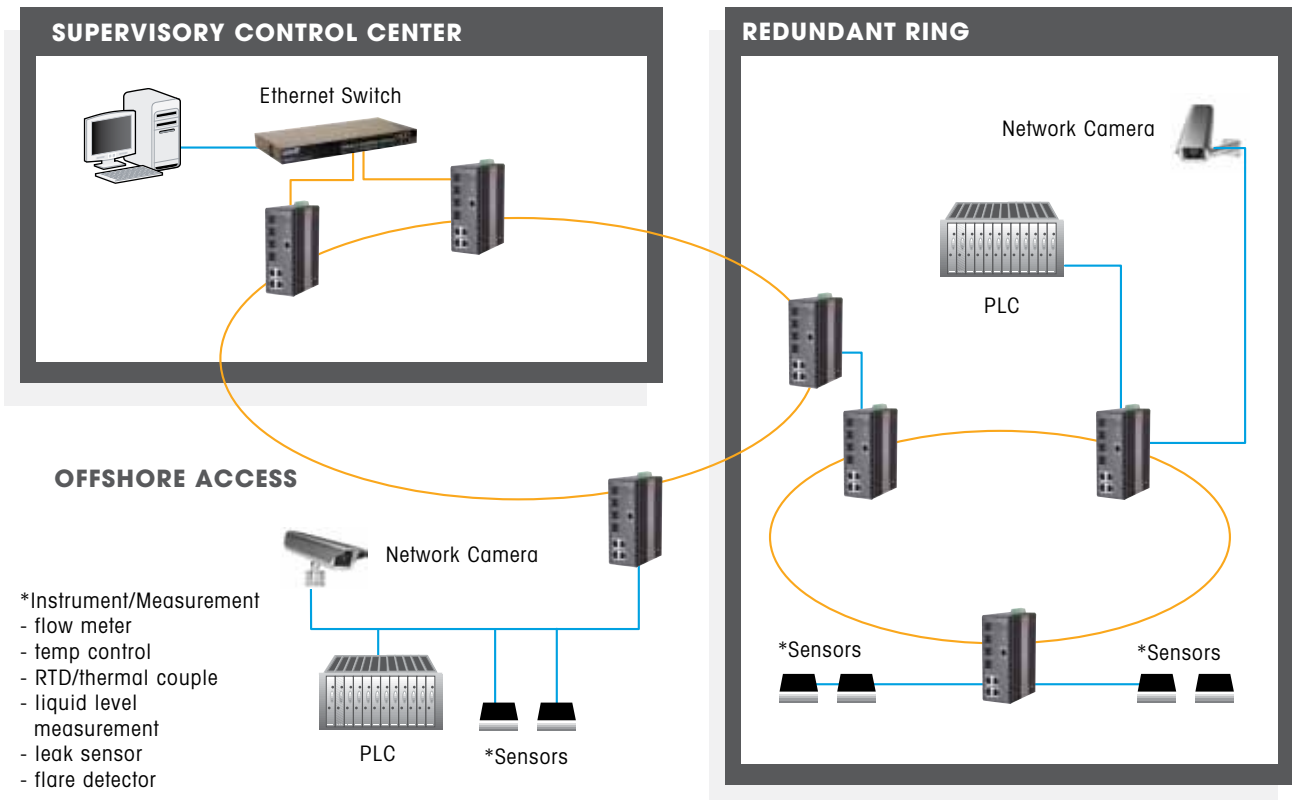 SUPERVISORY CONTROL CENTER
Ethernet Switch
REDUNDANT RING
Network Camera
PLC
OFFSHORE ACCESS
Network Camera
*Instrument/Measurement
- flow meter
- temp control
- RTD/thermal couple
- liquid level
measurement
- leak sensor
- flare detector
PLC
*Sensors
*Sensors
*Sensors